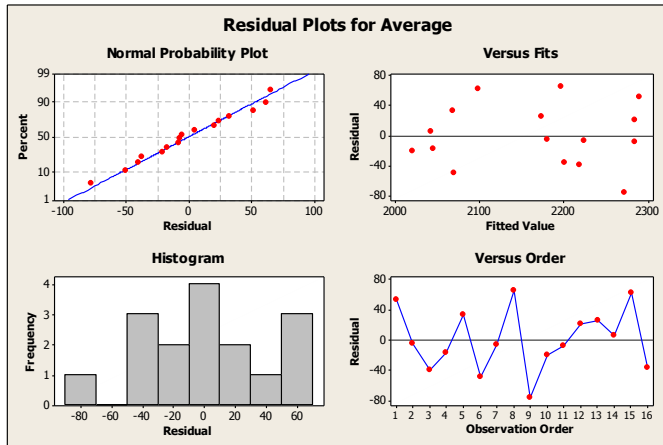 Residual Plots for Average
Normal Probability Plot
99
90
50
10
1
Percent
-100 -50 0 50 100
Residual
Versus Fits
80
40
0
-40
-80
Residual
2000 2100 2200 2300
Fitted Value
Histogram
4
3
2
1
0
Frequency
-80 -60 -40 -20 0 20 40 60
Residual
Versus Order
80
40
0
-40
-80
Residual
1 2 3 4 5 6 7 8 9 10 11 12 13 14 15 16
Observation Order